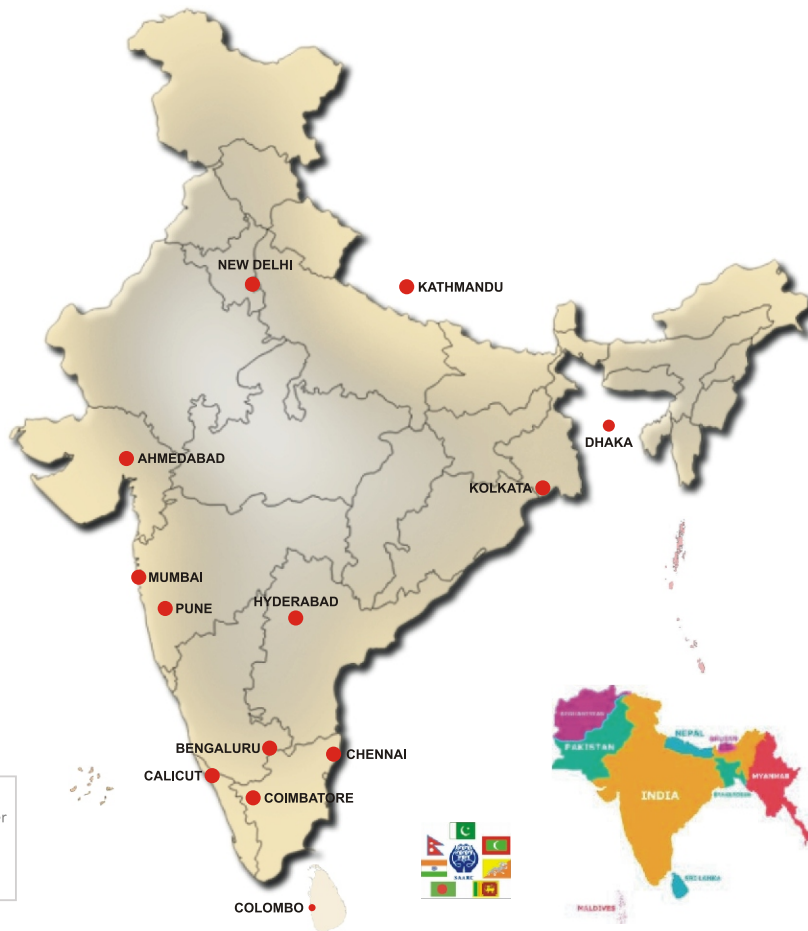 NEW DELHI
KATHMANDU
DHAKA
AHMEDABAD
KOLKATA
MUMBAI
HYDERABAD
PUNE
BENGALURU
CHENNAI
CALICUT
COIMBATORE
or
COLOMBO
SAARC
NEPAL
PAKISTAN
MYANMAR
INDIA
SRI LANKA
MALDIVES